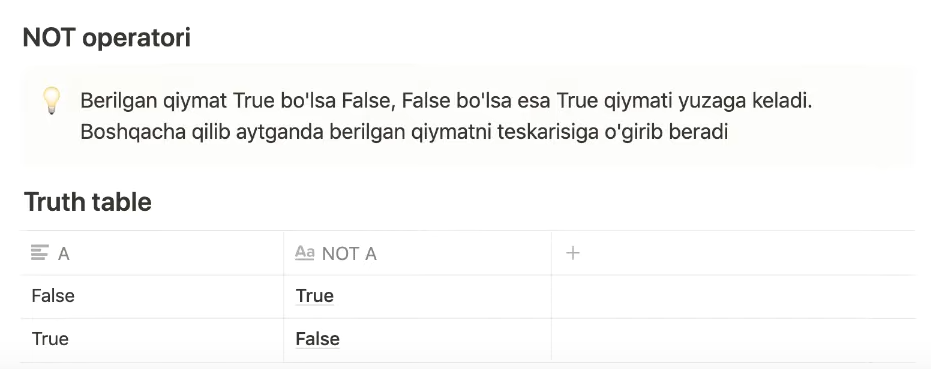 NOT operatori
Berilgan qiymat True bo'lsa False, False bo'lsa esa True qiymati yuzaga keladi.
Boshqacha qilib aytganda berilgan qiymatni teskarisiga o'girib beradi
Truth table
A Aa NOT A +
False True
True False